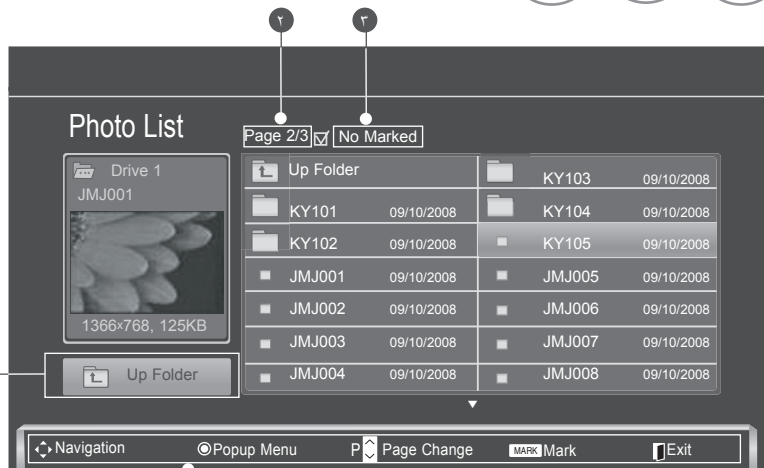 ٢ ٣
Photo List
Page 2/3 No Marked
Drive 1
JMJ001
1366x768, 125KB
Up Folder
Up Folder KY103 09/10/2008
KY101 09/10/2008 KY104 09/10/2008
KY102 09/10/2008 KY105 09/10/2008
JMJ001 09/10/2008 JMJ005 09/10/2008
JMJ002 09/10/2008 JMJ006 09/10/2008
JMJ003 09/10/2008 JMJ007 09/10/2008
JMJ004 09/10/2008 JMJ008 09/10/2008
Navigation Popup Menu P Page Change MARK Mark Exit